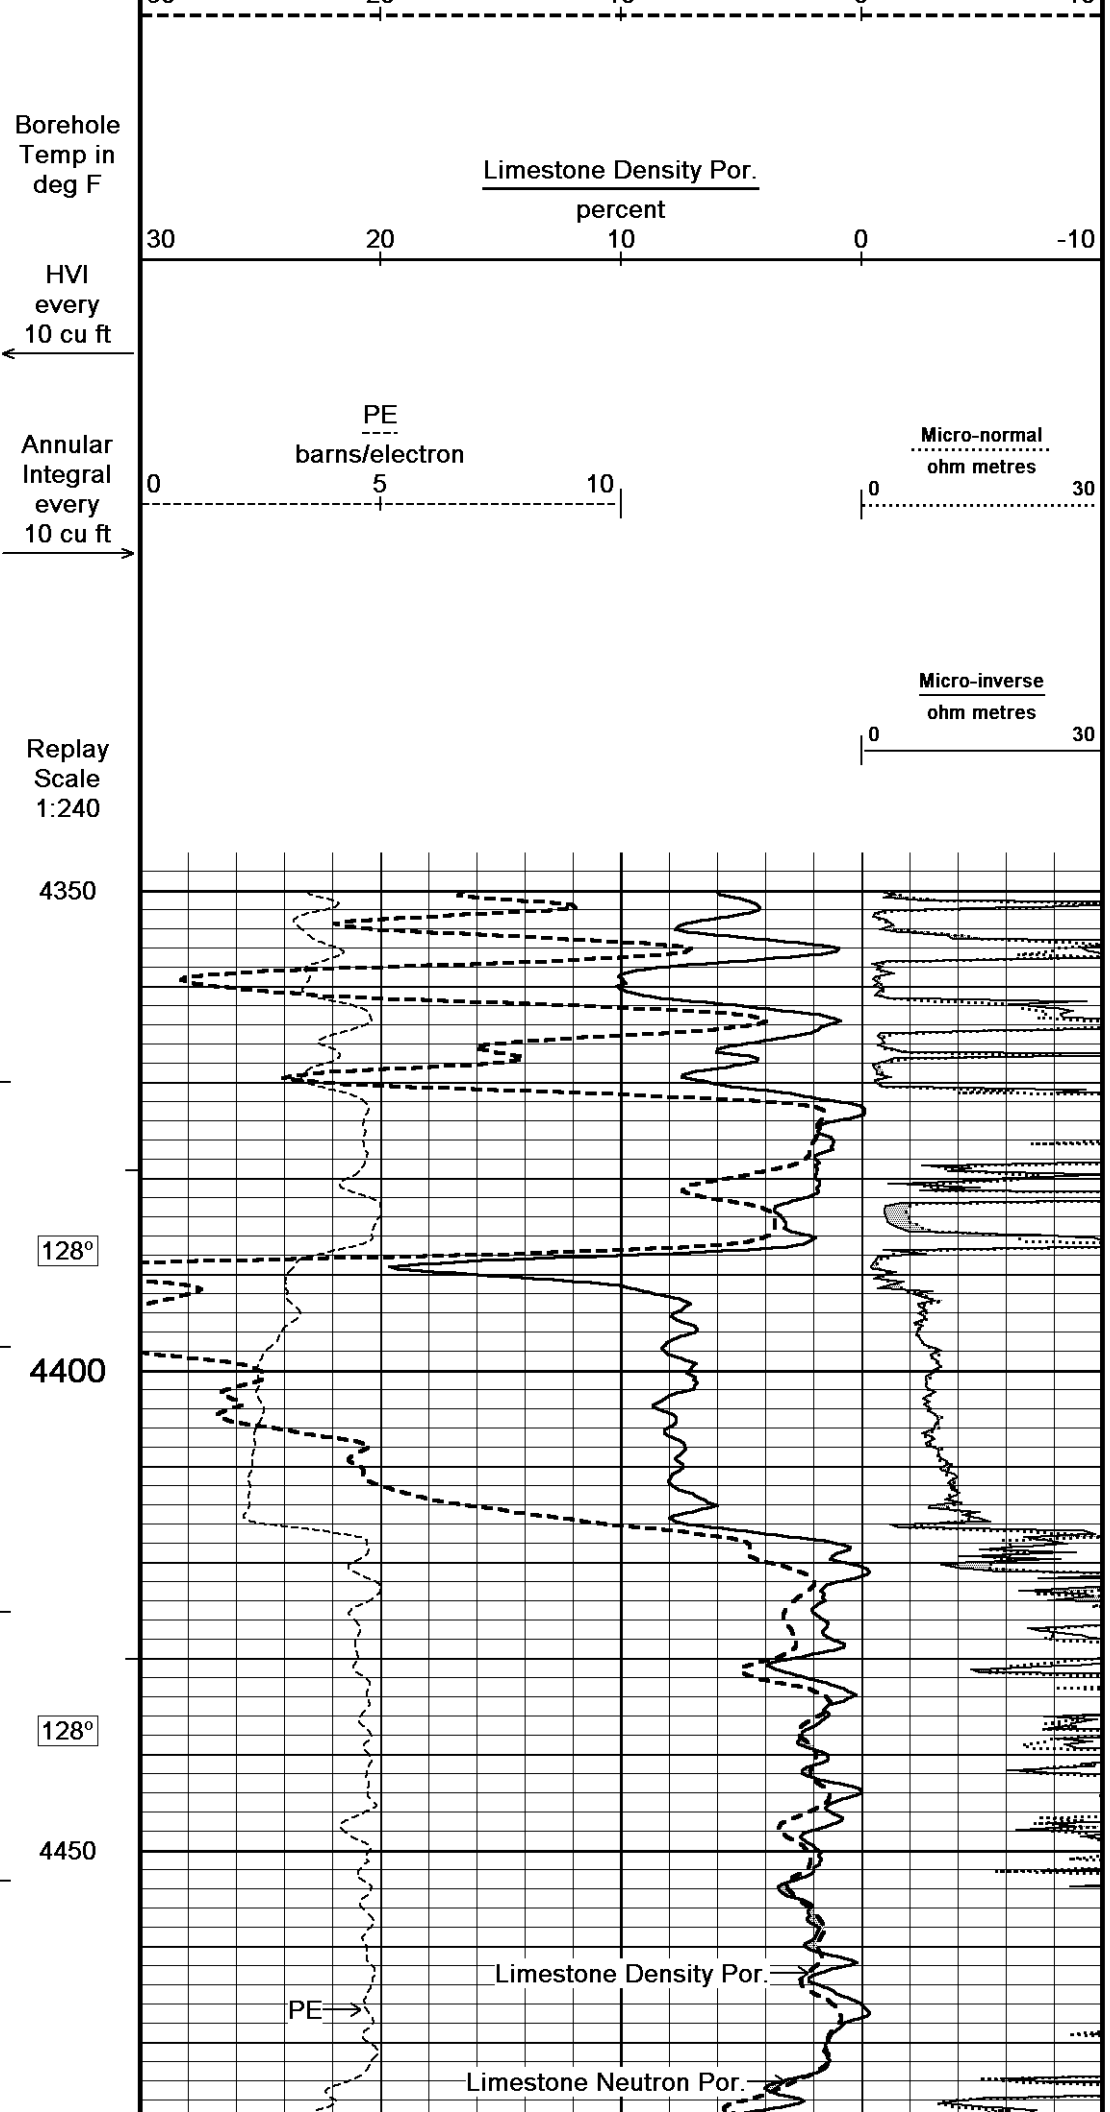 Borehole
Temp in
deg F
Limestone Density Por.
percent
30 20 10 0 -10
HVI
every
10 cu ft
PE
barns/electron
0 5 10
Annular
Integral
every
10 cu ft
Micro-normal
ohm metres
0 30
Micro-inverse
ohm metres
0 30
Replay
Scale
1:240
4350
128º
4400
128º
4450
Limestone Density Por.
PE
Limestone Neutron Por.